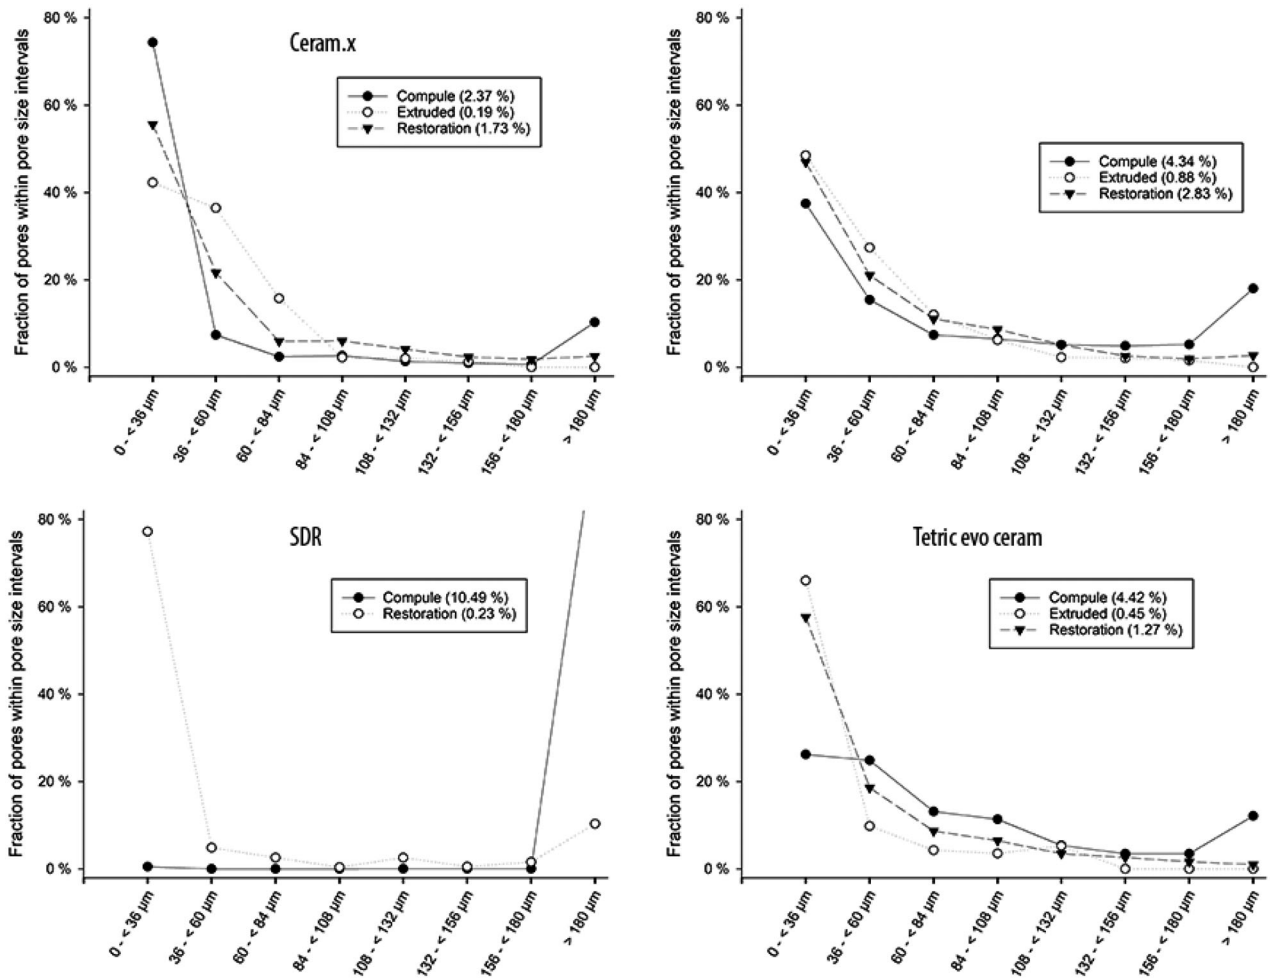 Fraction of pores within pore size intervals
80 %
60 %
40 %
20 %
0 %
Ceram.x
Compule (2.37 %)
Extruded (0.19 %)
Restoration (1.73 %)
0 - < 36 µm
36 - < 60 µm
60 - < 84 µm
84 - < 108 µm
108 - < 132 µm
132 - < 156 µm
156 - < 180 µm
> 180 µm
Fraction of pores within pore size intervals
80 %
60 %
40 %
20 %
0 %
Compule (4.34 %)
Extruded (0.88 %)
Restoration (2.83 %)
0 - < 36 µm
36 - < 60 µm
60 - < 84 µm
84 - < 108 µm
108 - < 132 µm
132 - < 156 µm
156 - < 180 µm
> 180 µm
Fraction of pores within pore size intervals
80 %
60 %
40 %
20 %
0 %
SDR
Compule (10.49 %)
Restoration (0.23 %)
0 - < 36 µm
36 - < 60 µm
60 - < 84 µm
84 - < 108 µm
108 - < 132 µm
132 - < 156 µm
156 - < 180 µm
> 180 µm
Fraction of pores within pore size intervals
80 %
60 %
40 %
20 %
0 %
Tetric evo ceram
Compule (4.42 %)
Extruded (0.45 %)
Restoration (1.27 %)
0 - < 36 µm
36 - < 60 µm
60 - < 84 µm
84 - < 108 µm
108 - < 132 µm
132 - < 156 µm
156 - < 180 µm
> 180 µm